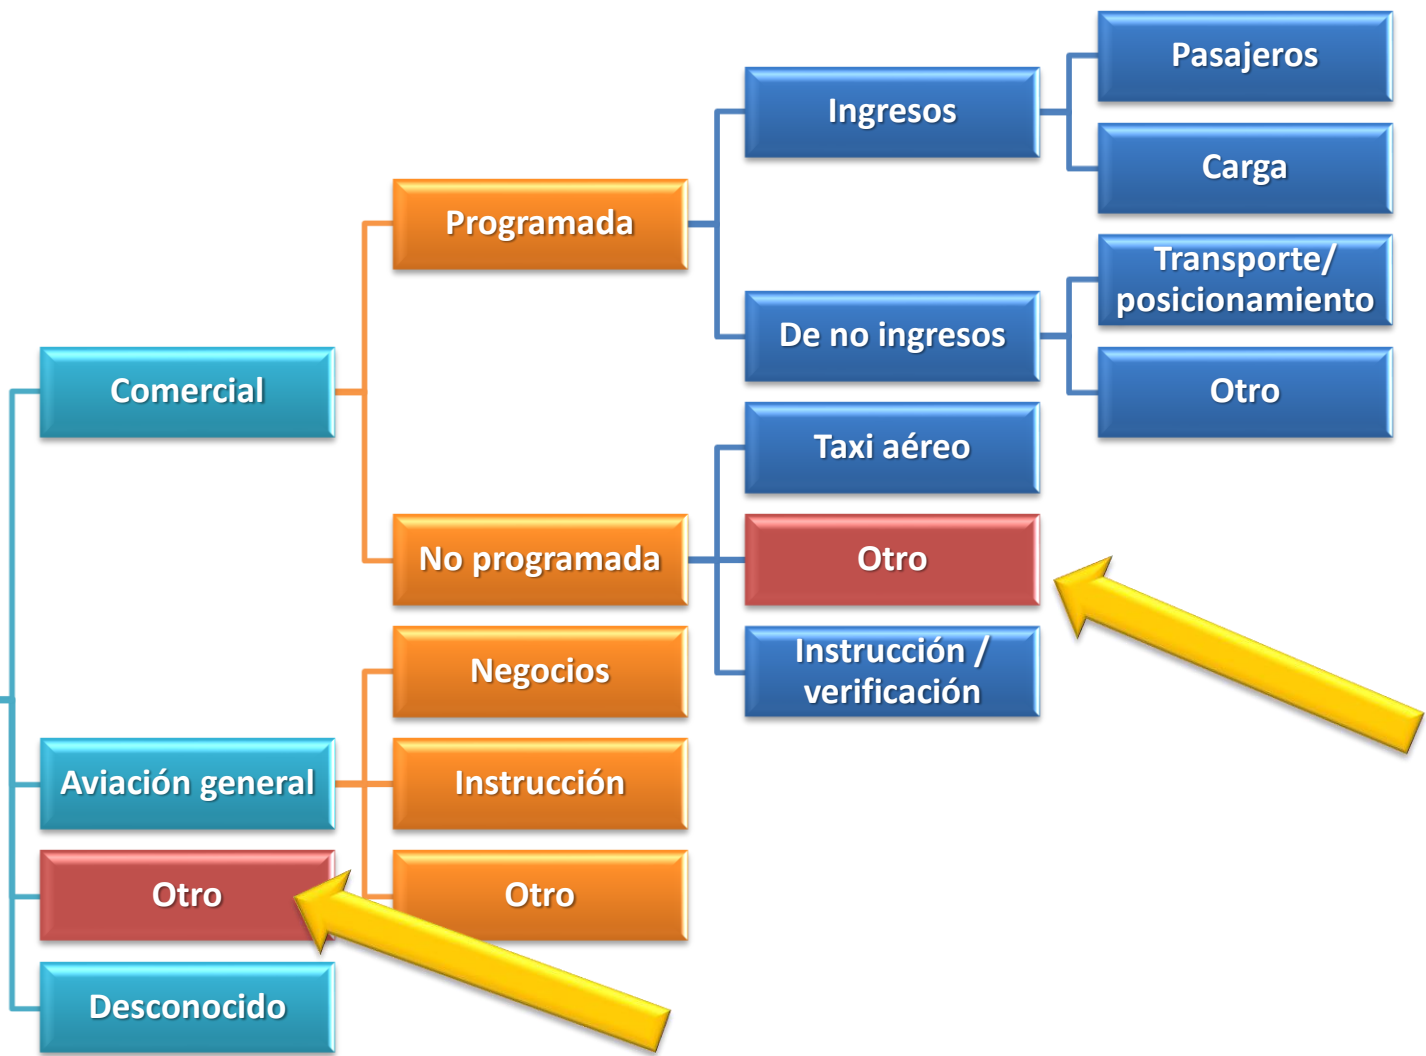 Pasajeros
Ingresos
Carga
Programada
Transporte/
posicionamiento
De no ingresos
Comercial
Otro
Taxi aéreo
No programada
Otro
Negocios
Instrucción /
verificación
Aviación general
Instrucción
Otro
Otro
Desconocido